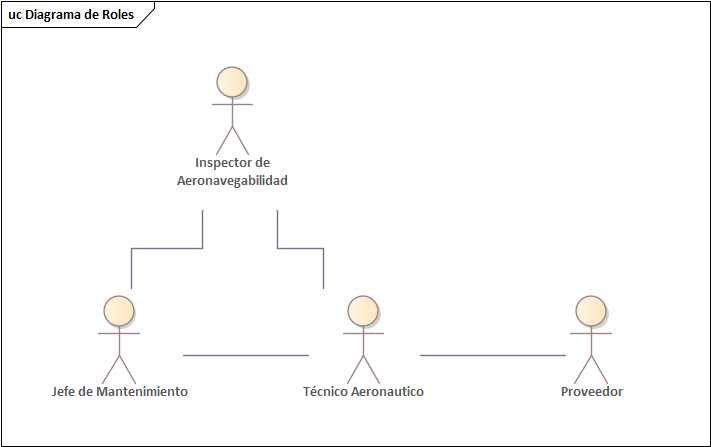 uc Diagrama de Roles
Inspector de
Aeronavegabilidad
Jefe de Mantenimiento
Técnico Aeronautico
Proveedor